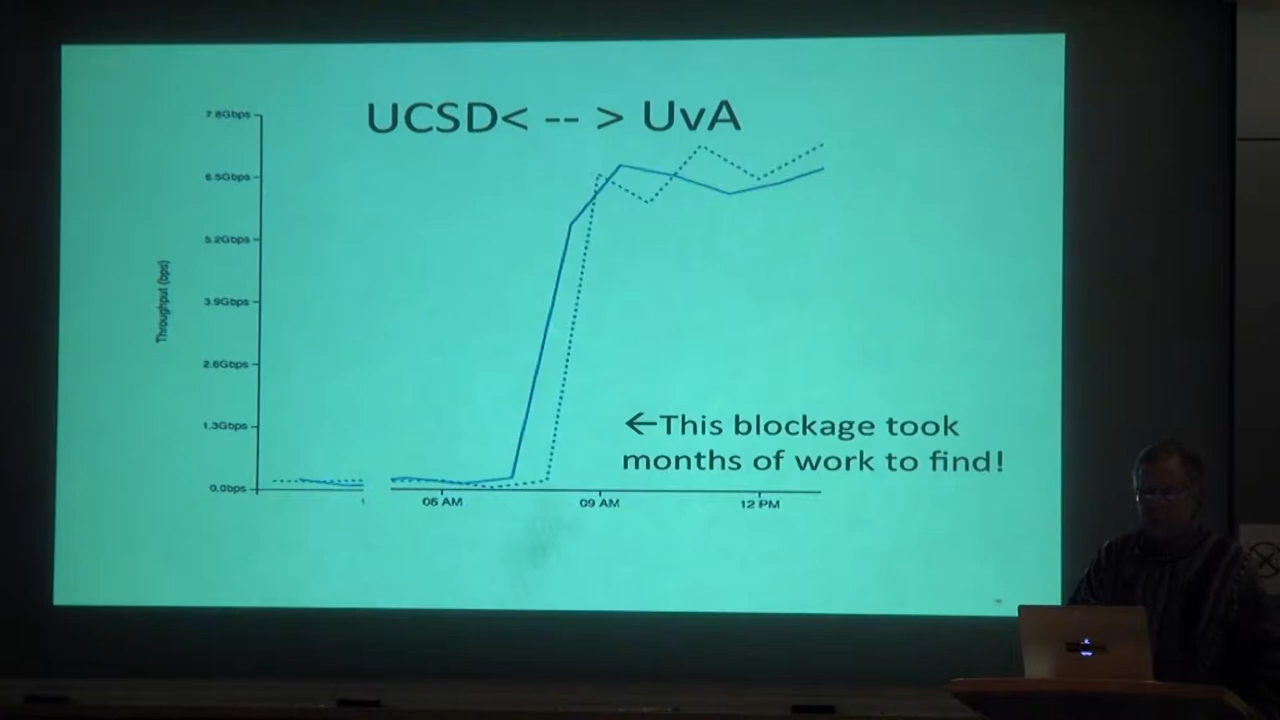 UCSD< -- > UvA
7.8Gbps
6.5Gbps
5.2Gbps
3.9Gbps
2.6Gbps
1.3Gbps
0.0bps
Throughput (bps)
←This blockage took
months of work to find!
06 AM
09 AM
12 PM